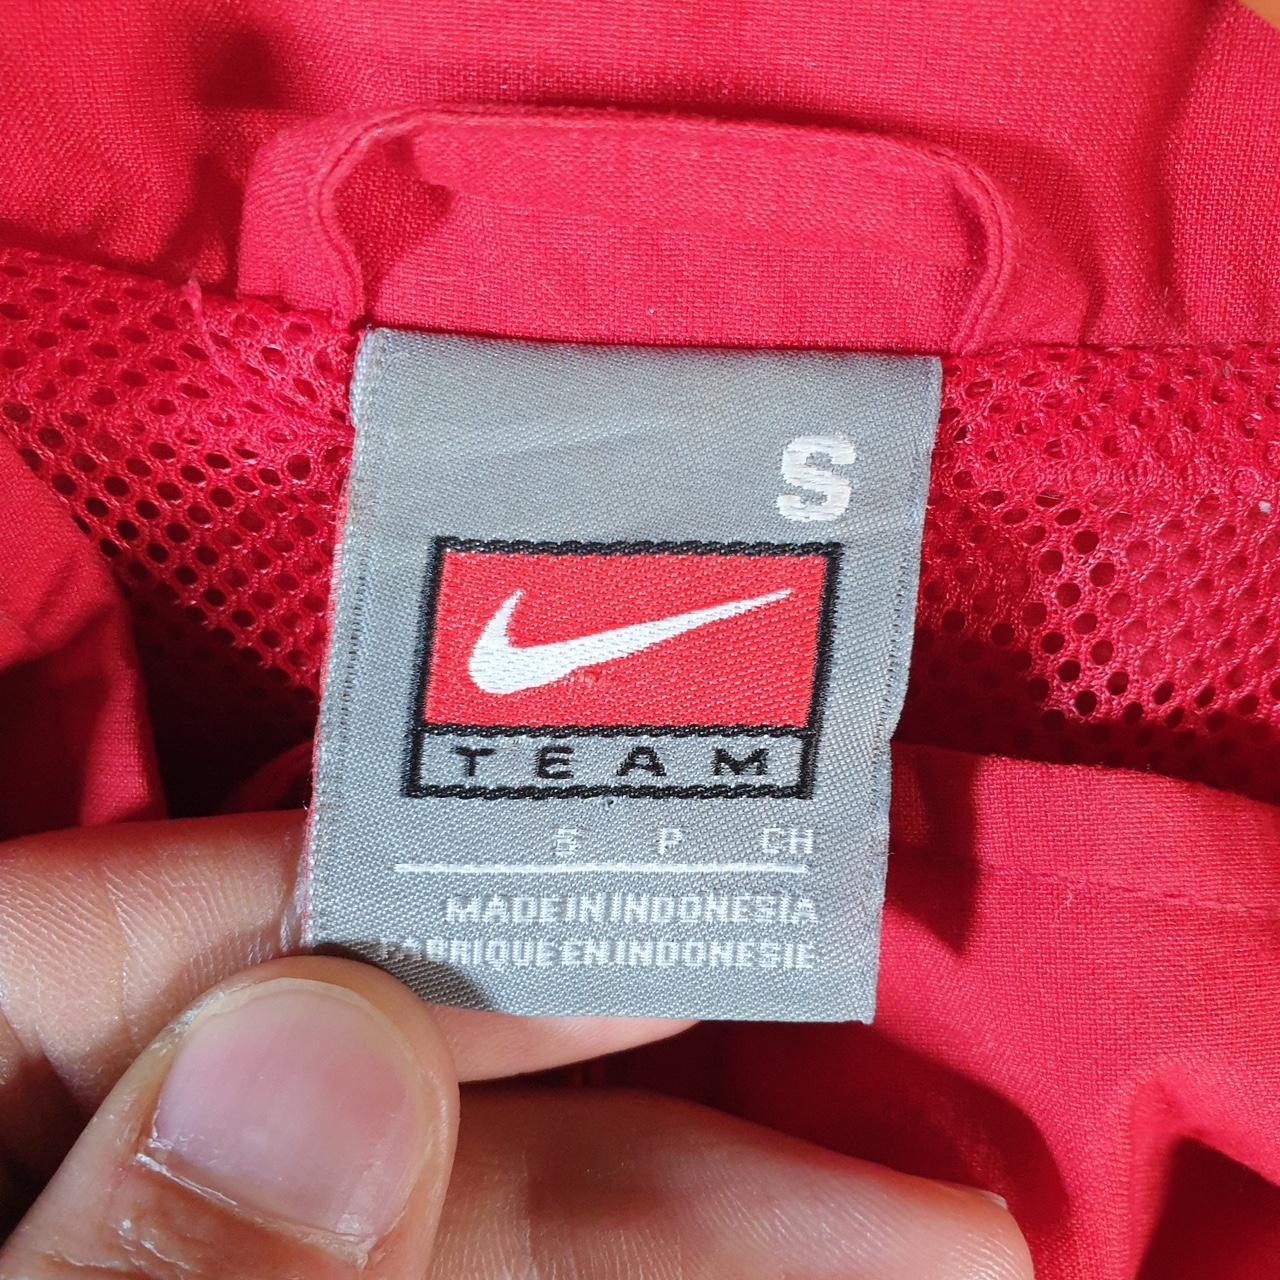 S
TEAM
S P CH
MADE IN INDONESIA
FABRIQUE EN INDONESIE